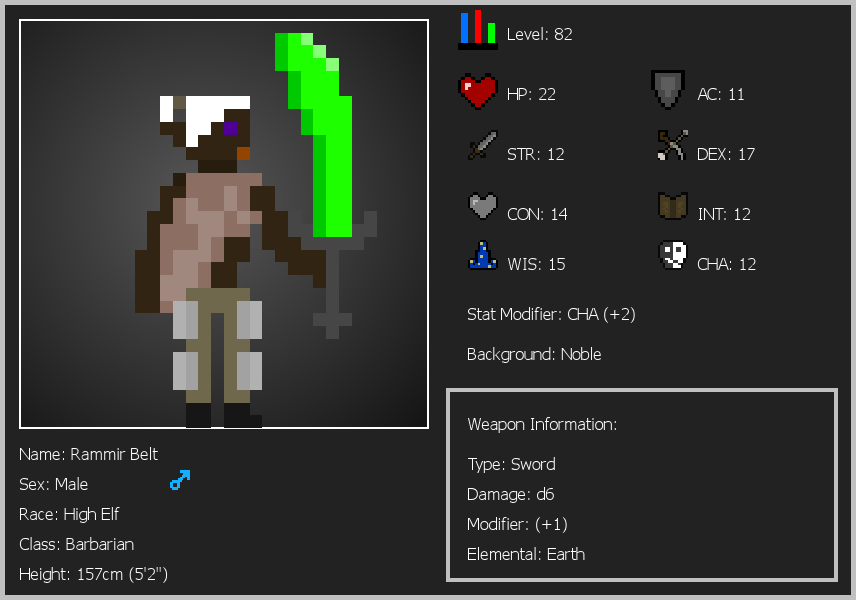 Level: 82
HP: 22
AC: 11
STR: 12
DEX: 17
CON: 14
INT: 12
WIS: 15
CHA: 12
Stat Modifier: CHA (+2)
Background: Noble
Weapon Information:
Type: Sword
Damage: d6
Modifier: (+1)
Elemental: Earth
Name: Rammir Belt
Sex: Male
Race: High Elf
Class: Barbarian
Height: 157cm (5'2")